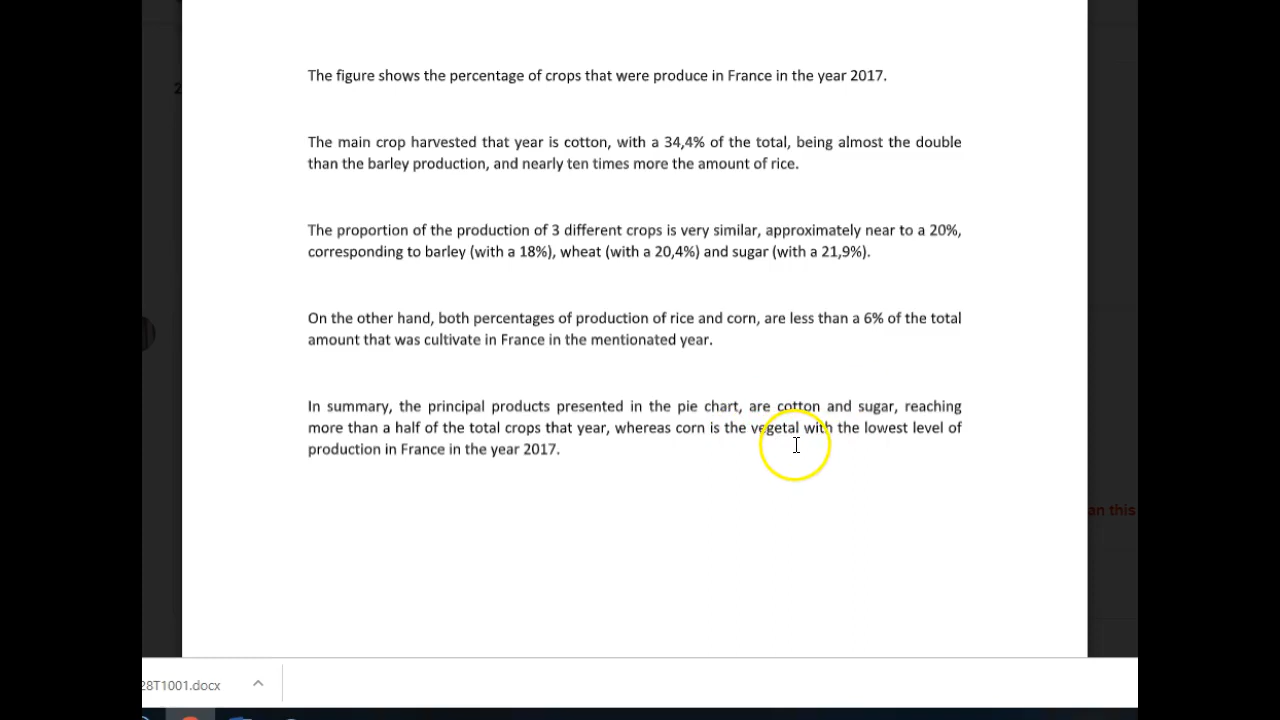 The figure shows the percentage of crops that were produce in France in the year 2017.
The main crop harvested that year is cotton, with a 34,4% of the total, being almost the double
than the barley production, and nearly ten times more the amount of rice.
The proportion of the production of 3 different crops is very similar, approximately near to a 20%,
corresponding to barley (with a 18%), wheat (with a 20,4%) and sugar (with a 21,9%).
On the other hand, both percentages of production of rice and corn, are less than a 6% of the total
amount that was cultivate in France in the mentionated year.
In summary, the principal products presented in the pie chart, are cotton and sugar, reaching
more than a half of the total crops that year, whereas corn is the vegetal with the lowest level of
production in France in the year 2017.
an this
28T1001.docx